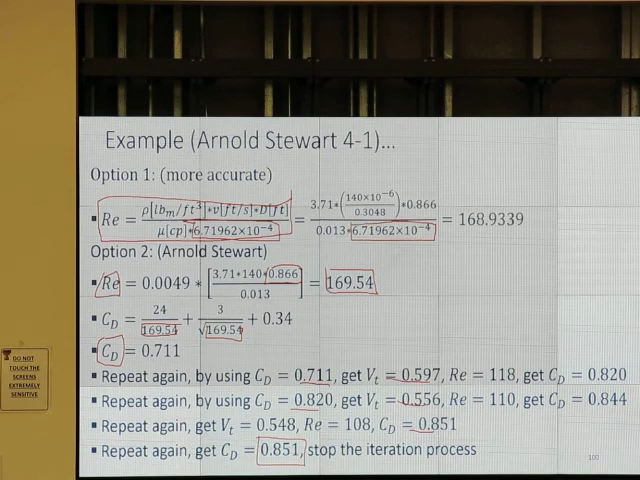 Example (Arnold Stewart 4-1)...
Option 1: (more accurate)
▪ Re = ρ[lb_m/ft³]*v[ft/s]*D[ft] / μ[cp]*6.71962×10⁻⁴ = 3.71*(140×10⁻⁶/0.3048)*0.866 / 0.013*6.71962×10⁻⁴ = 168.9339
Option 2: (Arnold Stewart)
▪ Re = 0.0049 * [3.71*140*0.866 / 0.013] = 169.54
▪ C_D = 24/169.54 + 3/√169.54 + 0.34
▪ C_D = 0.711
▪ Repeat again, by using C_D = 0.711, get V_t = 0.597, Re = 118, get C_D = 0.820
▪ Repeat again, by using C_D = 0.820, get V_t = 0.556, Re = 110, get C_D = 0.844
▪ Repeat again, get V_t = 0.548, Re = 108, C_D = 0.851
▪ Repeat again, get C_D = 0.851, stop the iteration process
100
DO NOT
TOUCH THE
SCREENS
EXTREMELY
SENSITIVE